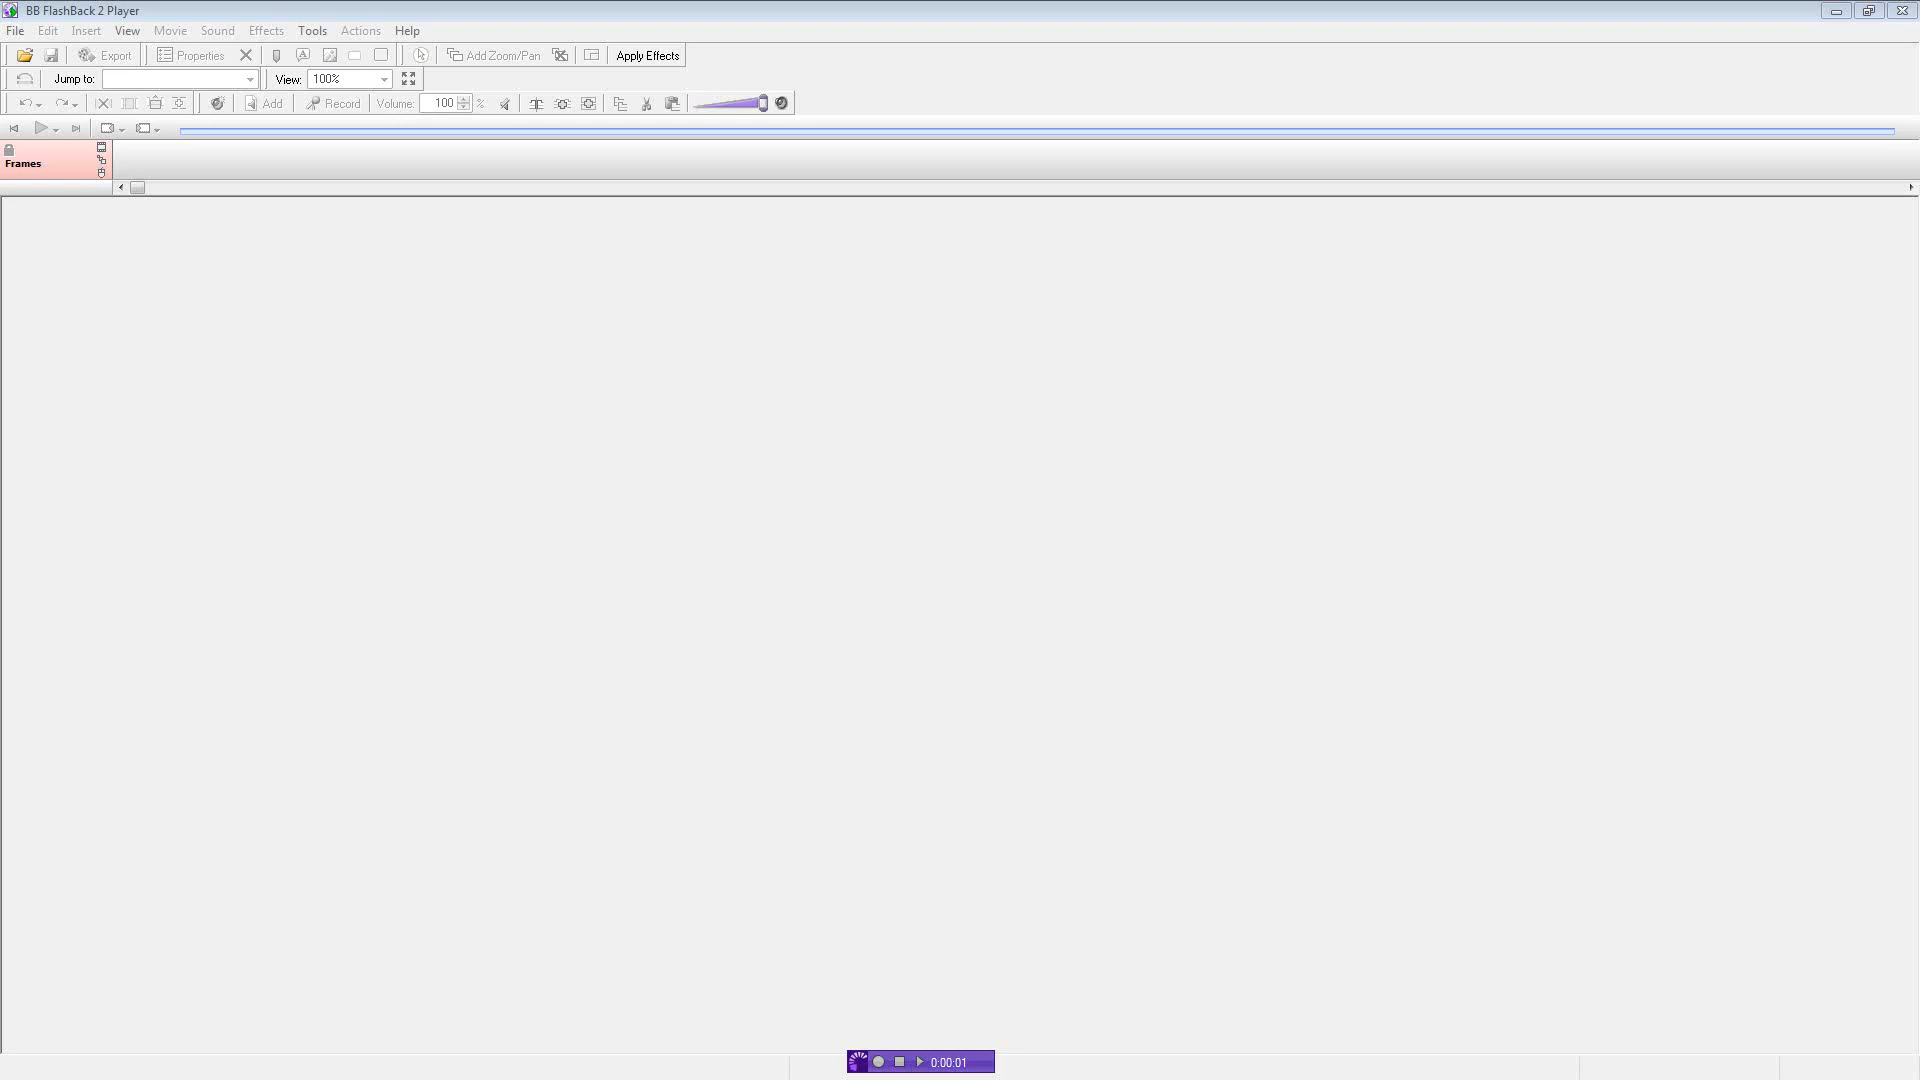 BB FlashBack 2 Player
File Edit Insert View Movie Sound Effects Tools Actions Help
Export Properties Add Zoom/Pan Apply Effects
Jump to: View: 100%
Add Record Volume: 100 %
Frames
0:00:01